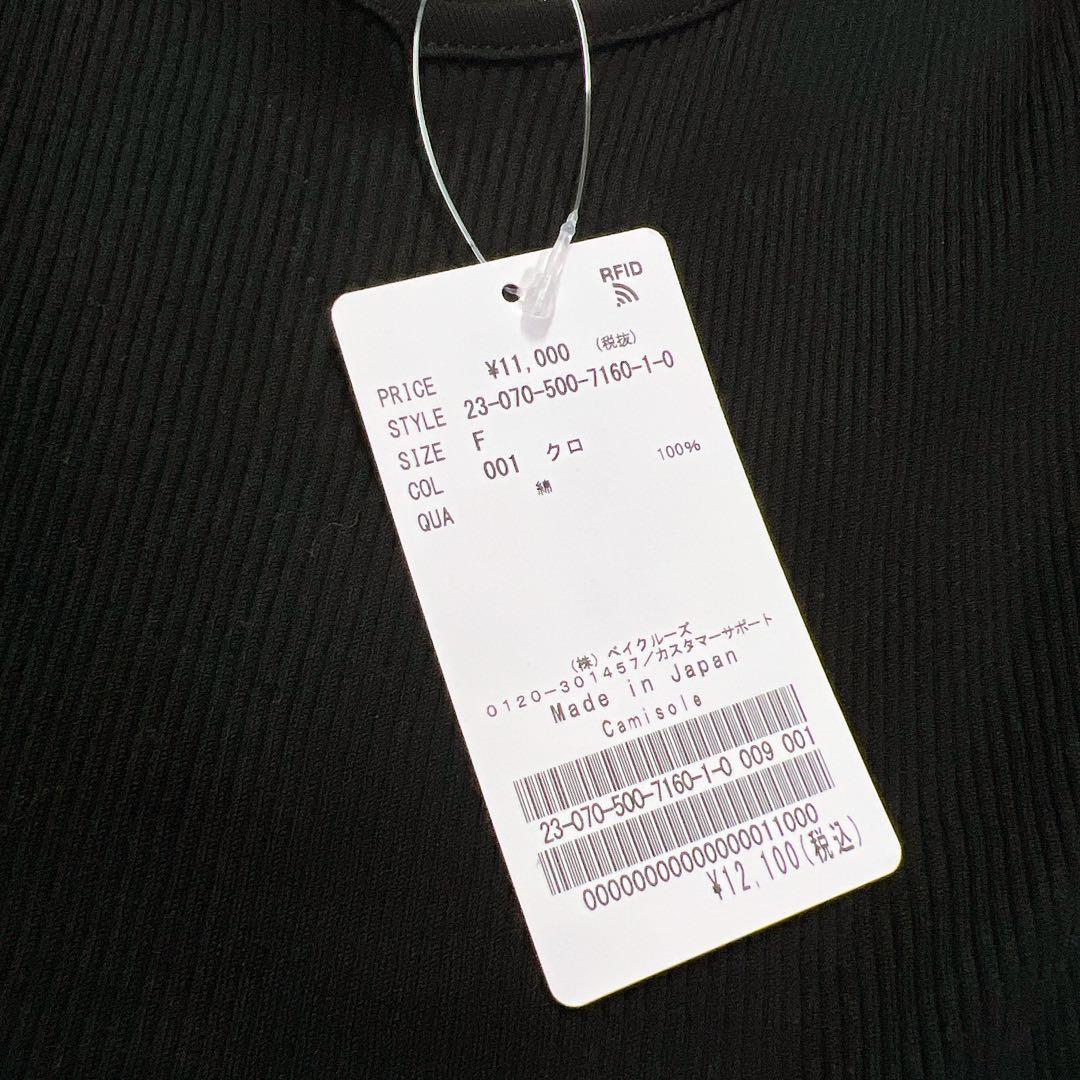 RFID
PRICE ¥11,000 (税抜)
STYLE 23-070-500-7160-1-0
SIZE F
COL 001 クロ
QUA 綿 100%
(株) ベイクルーズ
0120-301457/カスタマーサポート
Made in Japan
Camisole
23-070-500-7160-1-0 009 001
0000000000000011000
¥12,100(税込)